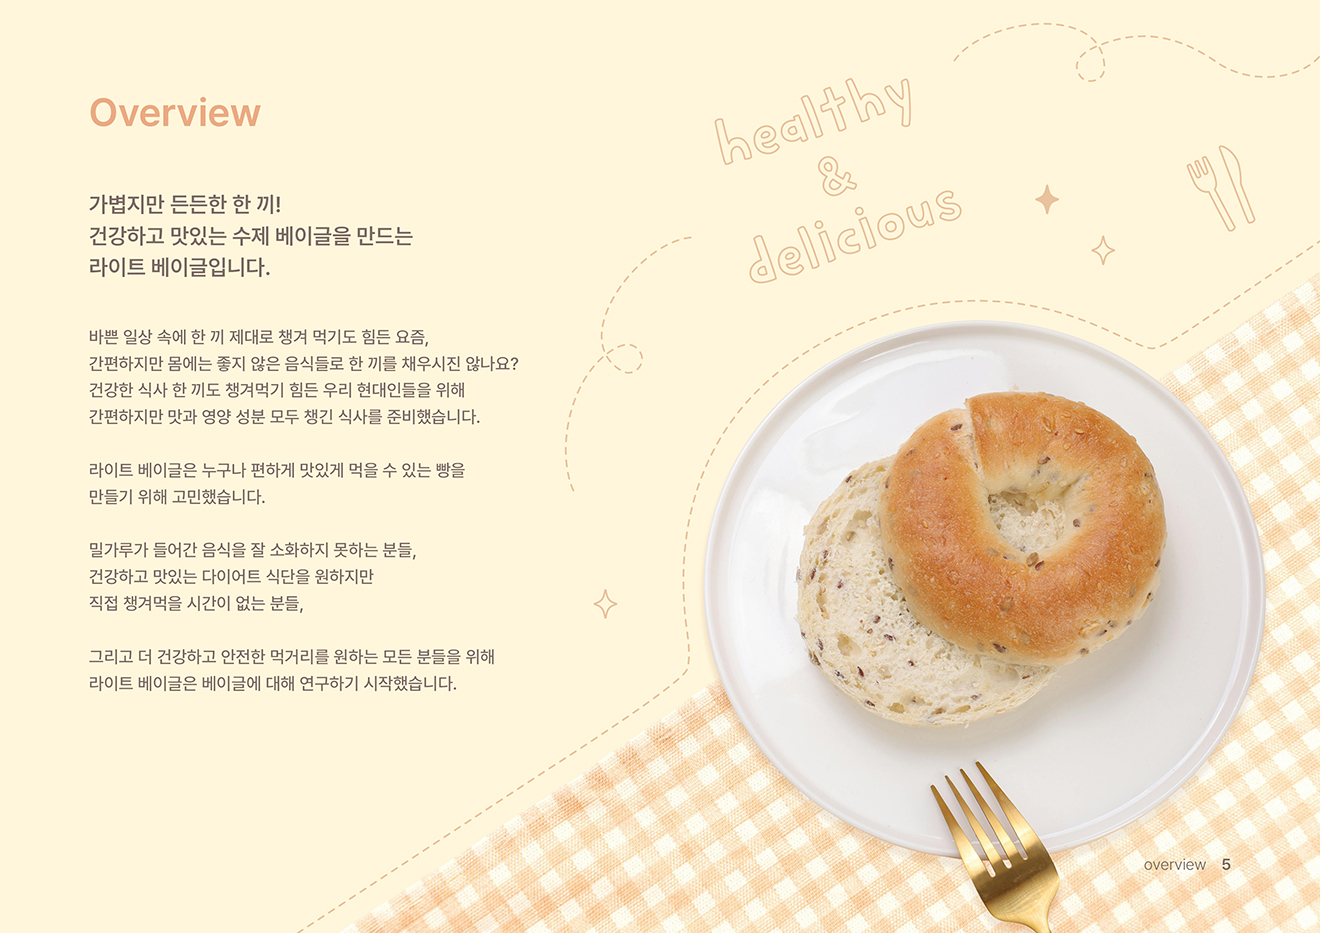 Overview
가볍지만 든든한 한 끼!
건강하고 맛있는 수제 베이글을 만드는
라이트 베이글입니다.
바쁜 일상 속에 한 끼 제대로 챙겨 먹기도 힘든 요즘,
간편하지만 몸에는 좋지 않은 음식들로 한 끼를 채우시진 않나요?
건강한 식사 한 끼도 챙겨먹기 힘든 우리 현대인들을 위해
간편하지만 맛과 영양 성분 모두 챙긴 식사를 준비했습니다.
라이트 베이글은 누구나 편하게 맛있게 먹을 수 있는 빵을
만들기 위해 고민했습니다.
밀가루가 들어간 음식을 잘 소화하지 못하는 분들,
건강하고 맛있는 다이어트 식단을 원하지만
직접 챙겨먹을 시간이 없는 분들,
그리고 더 건강하고 안전한 먹거리를 원하는 모든 분들을 위해
라이트 베이글은 베이글에 대해 연구하기 시작했습니다.
healthy
&
delicious
overview 5